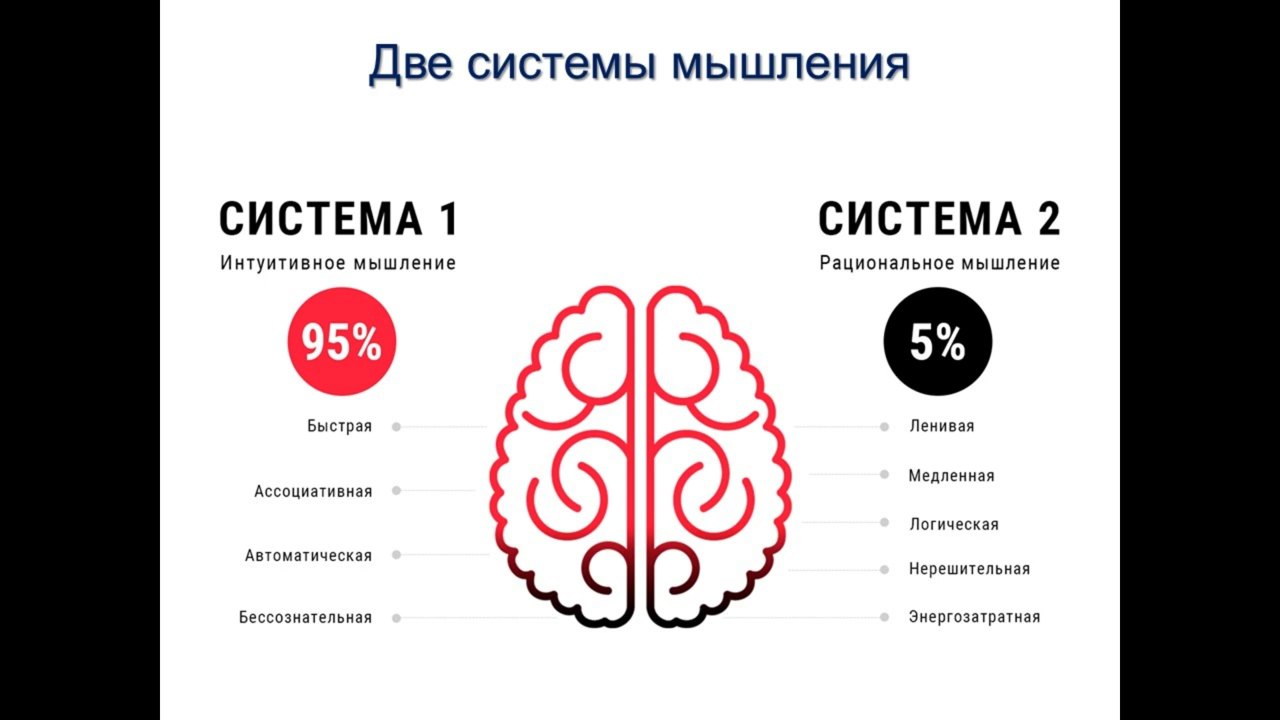 Две системы мышления
СИСТЕМА 1
Интуитивное мышление
95%
Быстрая
Ассоциативная
Автоматическая
Бессознательная
СИСТЕМА 2
Рациональное мышление
5%
Ленивая
Медленная
Логическая
Нерешительная
Энергозатратная